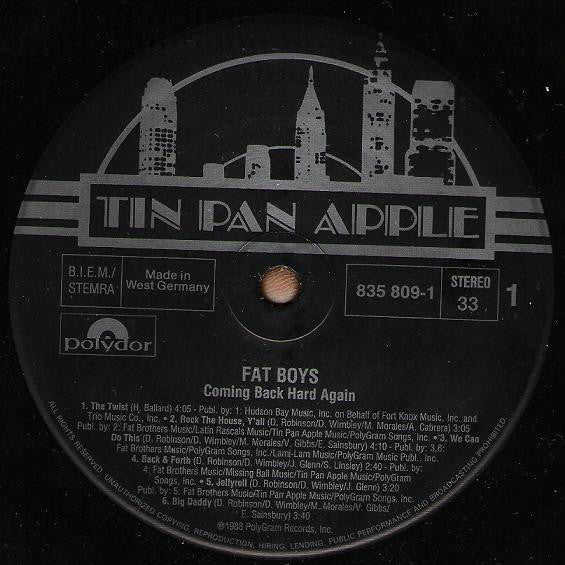 TIN PAN APPLE
B.I.E.M./
STEMRA
Made in
West Germany
835 809-1
STEREO
33
1
polydor
FAT BOYS
Coming Back Hard Again
1. The Twist (H. Ballard) 4:05 - Publ. by: 1: Hudson Bay Music, Inc. on Behalf of Fort Knox Music, Inc. and
Trio Music Co., Inc. • 2. Rock The House, Y'all (D. Robinson/D. Wimbley/M. Morales/A. Cabrera) 3:05
Publ. by: 2: Fat Brothers Music/Latin Rascals Music/Tin Pan Apple Music/PolyGram Songs, Inc. • 3. We Can
Do This (D. Robinson/D. Wimbley/M. Morales/V. Gibbs/E. Sainsbury) 4:10 - Publ. by: 3,6:
Fat Brothers Music/PolyGram Songs, Inc./Lami-Lam Music/PolyGram Music Publ., Inc.
4. Back & Forth (D. Robinson/D. Wimbley/J. Glenn/S. Linsley) 2:40 - Publ. by:
4: Fat Brothers Music/Missing Ball Music/Tin Pan Apple Music/PolyGram
Songs, Inc. • 5. Jellyroll (D. Robinson/D. Wimbley/J. Glenn) 3:20
Publ. by: 5: Fat Brothers Music/Tin Pan Apple Music/PolyGram Songs, Inc.
6. Big Daddy (D. Robinson/D. Wimbley/M. Morales/V. Gibbs/
E. Sainsbury) 3:40
℗1988 PolyGram Records, Inc.
ALL RIGHTS RESERVED. UNAUTHORIZED COPYING, REPRODUCTION, HIRING, LENDING, PUBLIC PERFORMANCE AND BROADCASTING PROHIBITED.